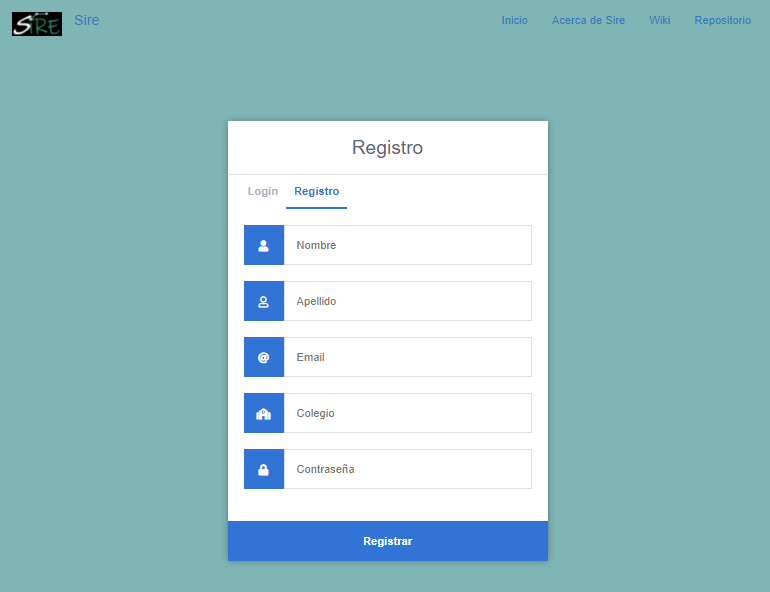 SIRE
Sire
Inicio
Acerca de Sire
Wiki
Repositorio
Registro
Login
Registro
Nombre
Apellido
@
Email
Colegio
Contraseña
Registrar